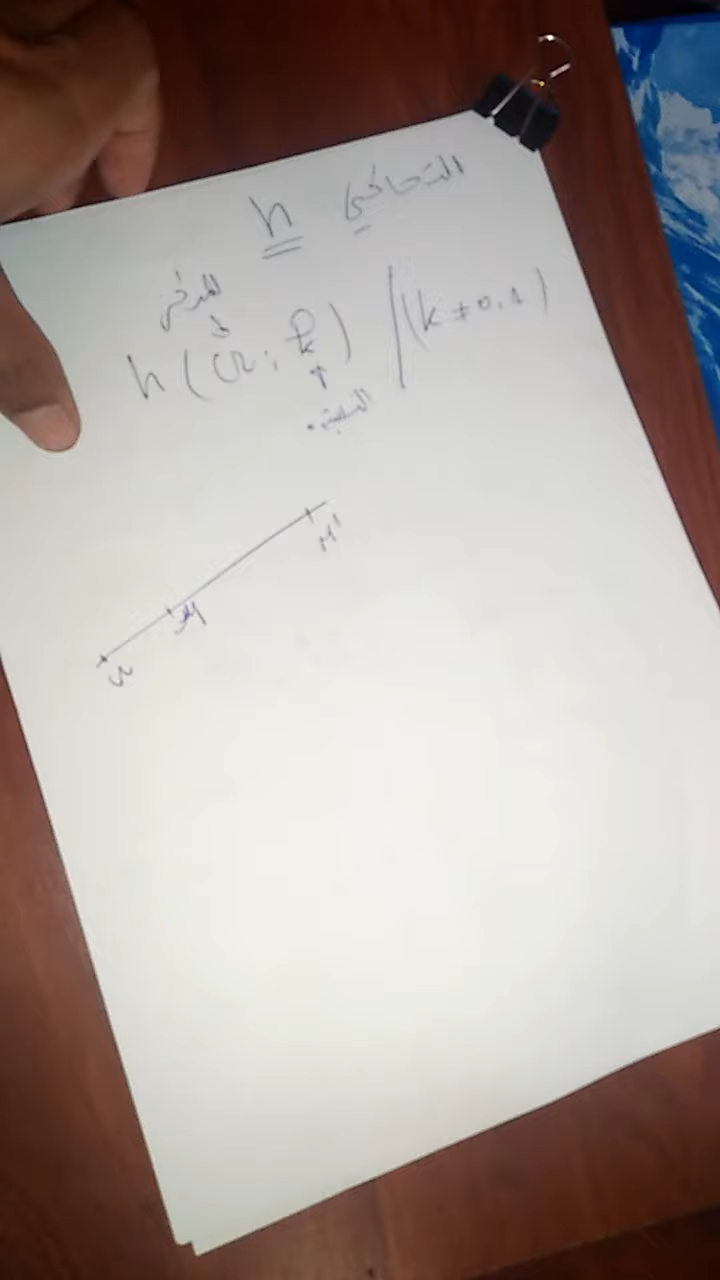 التحاكي h
المركز
h(Ω; k) /(k≠0,1)
النسبة
M'
M
Ω